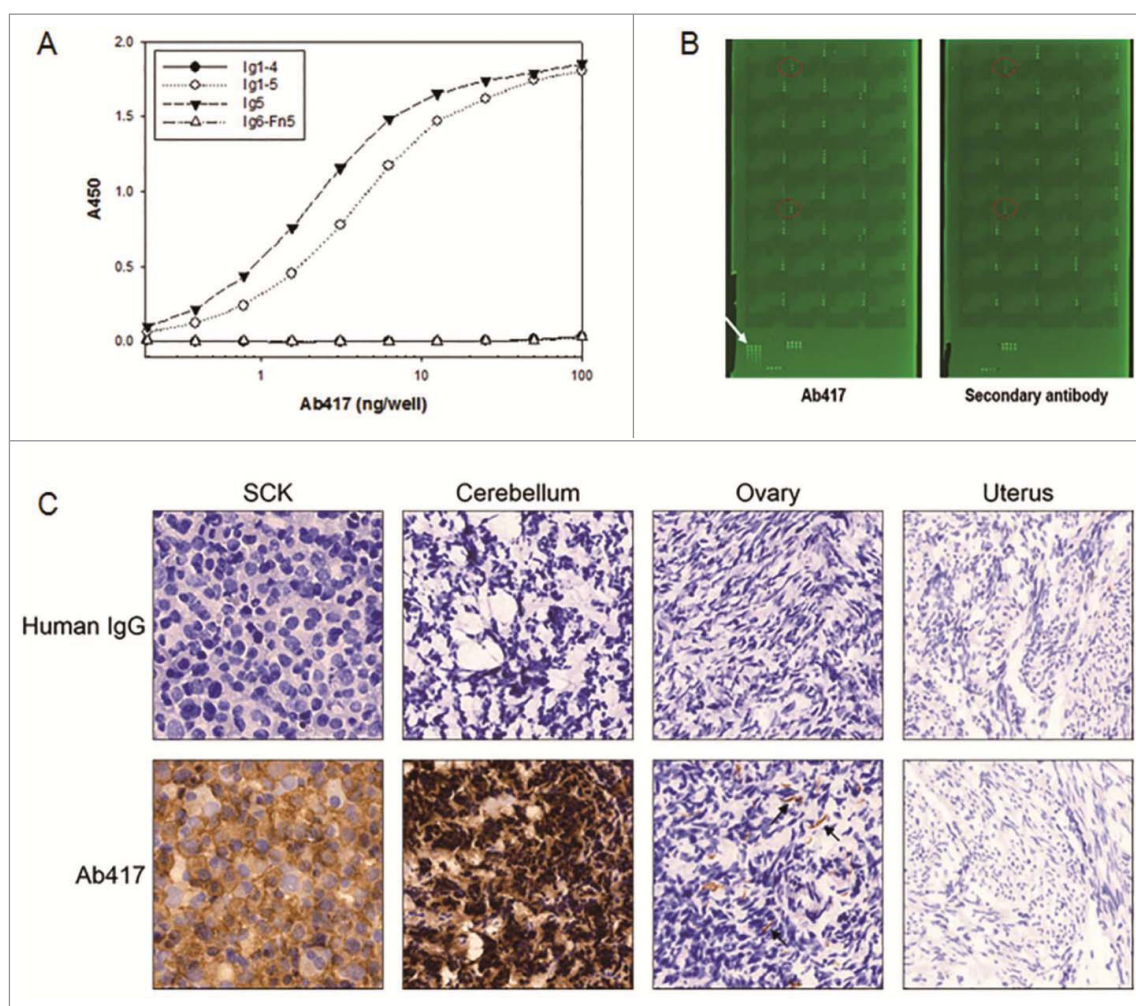 A
2.0
1.5
1.0
0.5
0.0
A450
Ig1-4
Ig1-5
Ig5
Ig6-Fn5
1
10
100
Ab417 (ng/well)
B
Ab417
Secondary antibody
C
SCK
Cerebellum
Ovary
Uterus
Human IgG
Ab417